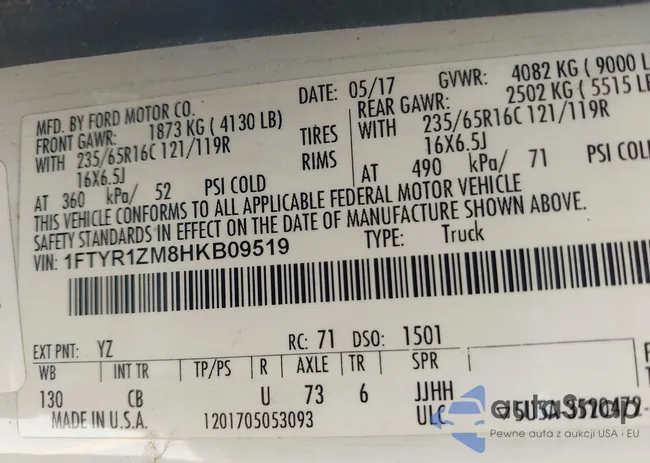 MFD. BY FORD MOTOR CO. DATE: 05/17 GVWR: 4082 KG ( 9000 L
FRONT GAWR: 1873 KG ( 4130 LB) REAR GAWR: 2502 KG ( 5515 LB
WITH 235/65R16C 121/119R TIRES WITH 235/65R16C 121/119R
16X6.5J RIMS 16X6.5J
AT 360 kPa/ 52 PSI COLD AT 490 kPa/ 71 PSI COLD
THIS VEHICLE CONFORMS TO ALL APPLICABLE FEDERAL MOTOR VEHICLE
SAFETY STANDARDS IN EFFECT ON THE DATE OF MANUFACTURE SHOWN ABOVE.
VIN: 1FTYR1ZM8HKB09519 TYPE: Truck
EXT PNT: YZ RC: 71 DSO: 1501
WB INT TR TP/PS R AXLE TR SPR
130 CB U 73 6 JJHH
MADE IN U.S.A. 1201705053093 ULC
autaSnap
Pewne auta z aukcji USA i EU